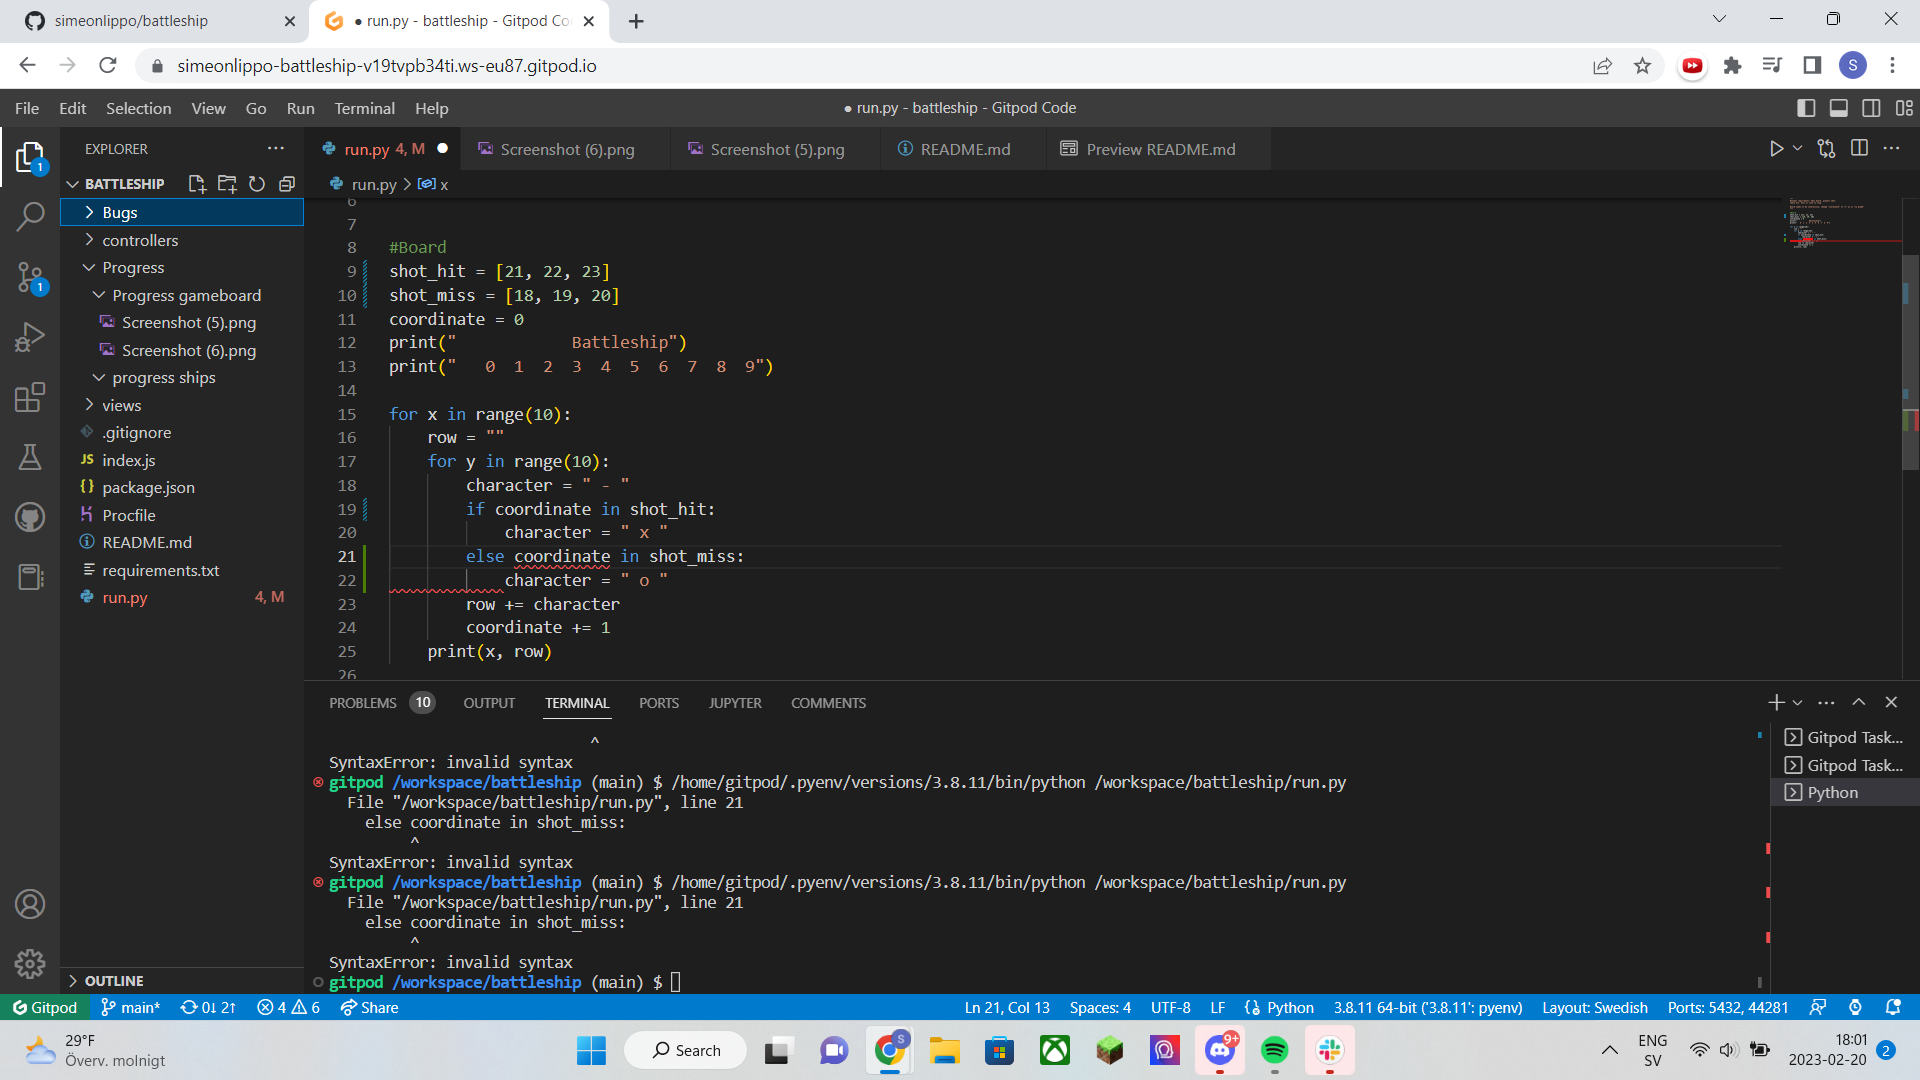 simeonlippo/battleship
● run.py - battleship - Gitpod Co
simeonlippo-battleship-v19tvpb34ti.ws-eu87.gitpod.io
S
File Edit Selection View Go Run Terminal Help
● run.py - battleship - Gitpod Code
EXPLORER
run.py 4, M
Screenshot (6).png
Screenshot (5).png
README.md
Preview README.md
1
BATTLESHIP
run.py > x
Bugs
controllers
Progress
Progress gameboard
Screenshot (5).png
Screenshot (6).png
progress ships
views
.gitignore
JS index.js
{} package.json
Procfile
README.md
requirements.txt
run.py 4, M
1
6
7
8 #Board
9 shot_hit = [21, 22, 23]
10 shot_miss = [18, 19, 20]
11 coordinate = 0
12 print("            Battleship")
13 print("   0  1  2  3  4  5  6  7  8  9")
14
15 for x in range(10):
16     row = ""
17     for y in range(10):
18         character = " - "
19         if coordinate in shot_hit:
20             character = " x "
21         else coordinate in shot_miss:
22             character = " o "
23         row += character
24         coordinate += 1
25     print(x, row)
26
PROBLEMS 10 OUTPUT TERMINAL PORTS JUPYTER COMMENTS
^
SyntaxError: invalid syntax
gitpod /workspace/battleship (main) $ /home/gitpod/.pyenv/versions/3.8.11/bin/python /workspace/battleship/run.py
  File "/workspace/battleship/run.py", line 21
    else coordinate in shot_miss:
         ^
SyntaxError: invalid syntax
gitpod /workspace/battleship (main) $ /home/gitpod/.pyenv/versions/3.8.11/bin/python /workspace/battleship/run.py
  File "/workspace/battleship/run.py", line 21
    else coordinate in shot_miss:
         ^
SyntaxError: invalid syntax
gitpod /workspace/battleship (main) $
Gitpod Task...
Gitpod Task...
Python
OUTLINE
Gitpod main* 0↓ 2↑ 4 6 Share
Ln 21, Col 13 Spaces: 4 UTF-8 LF {} Python 3.8.11 64-bit ('3.8.11': pyenv) Layout: Swedish Ports: 5432, 44281
29°F
Överv. molnigt
Search
S
9+
ENG
SV
18:01
2023-02-20
2